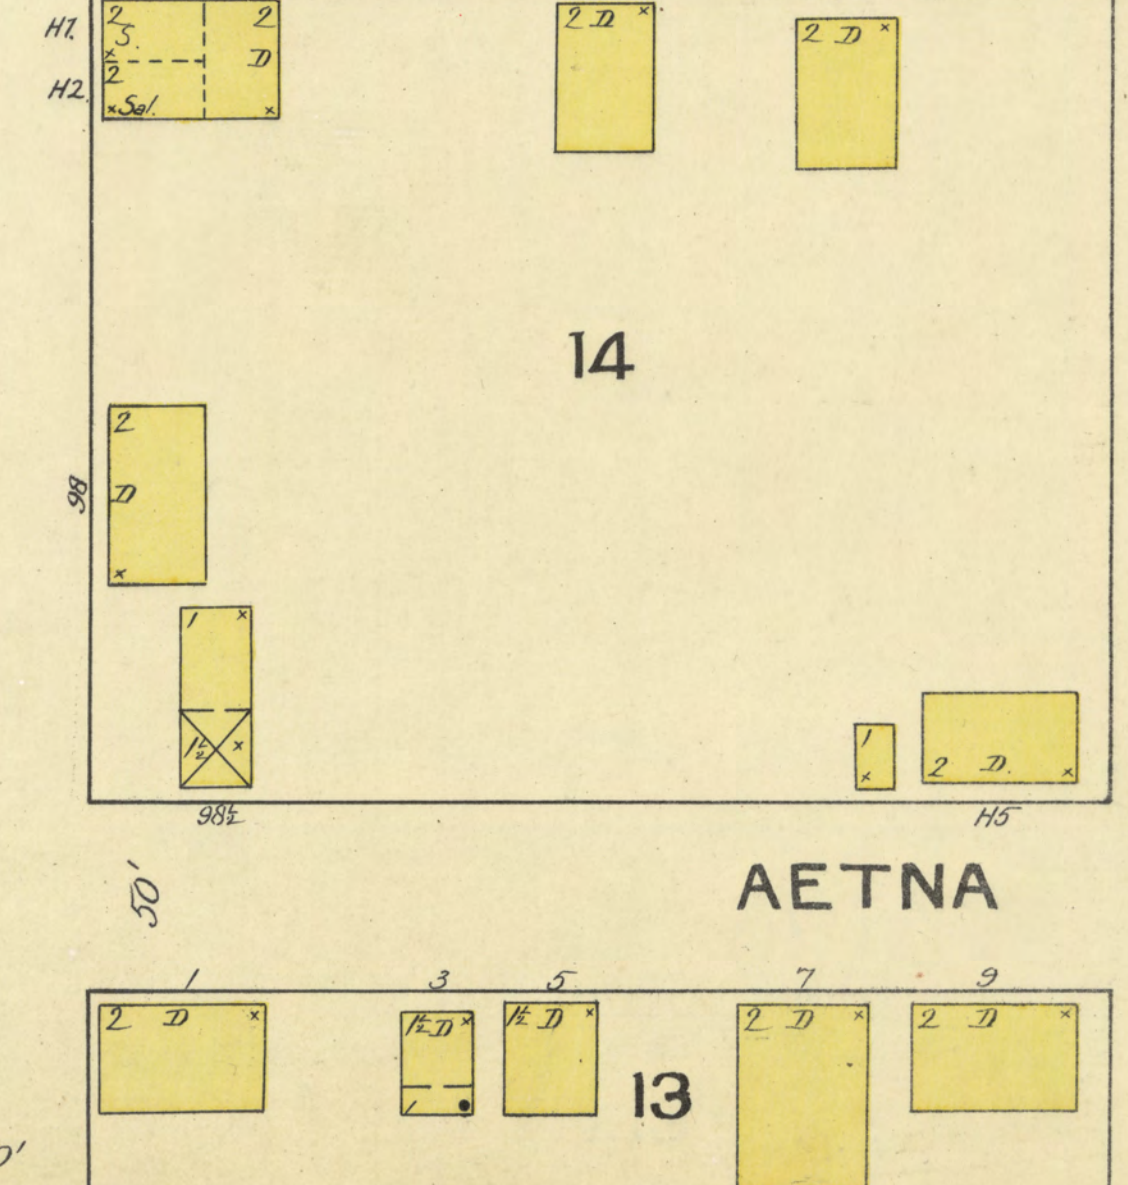 H1. 2 S. 2 2 D x 2 D x
x D
H2. 2 x Sal. x
14
2
98 D
x
1 x
1½ x 1 x 2 D. x
98½ H5
50' AETNA
1 3 5 7 9
2 D x 1½ D x 1½ D x 2 D x 2 D x
13
1
0'